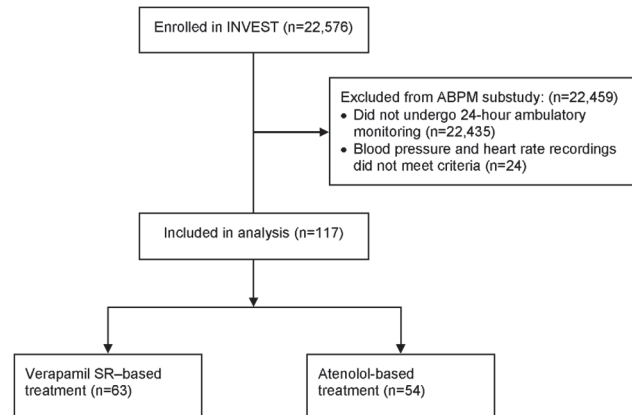 Enrolled in INVEST (n=22,576)
Excluded from ABPM substudy: (n=22,459)
• Did not undergo 24-hour ambulatory
monitoring (n=22,435)
• Blood pressure and heart rate recordings
did not meet criteria (n=24)
Included in analysis (n=117)
Verapamil SR–based
treatment (n=63)
Atenolol-based
treatment (n=54)